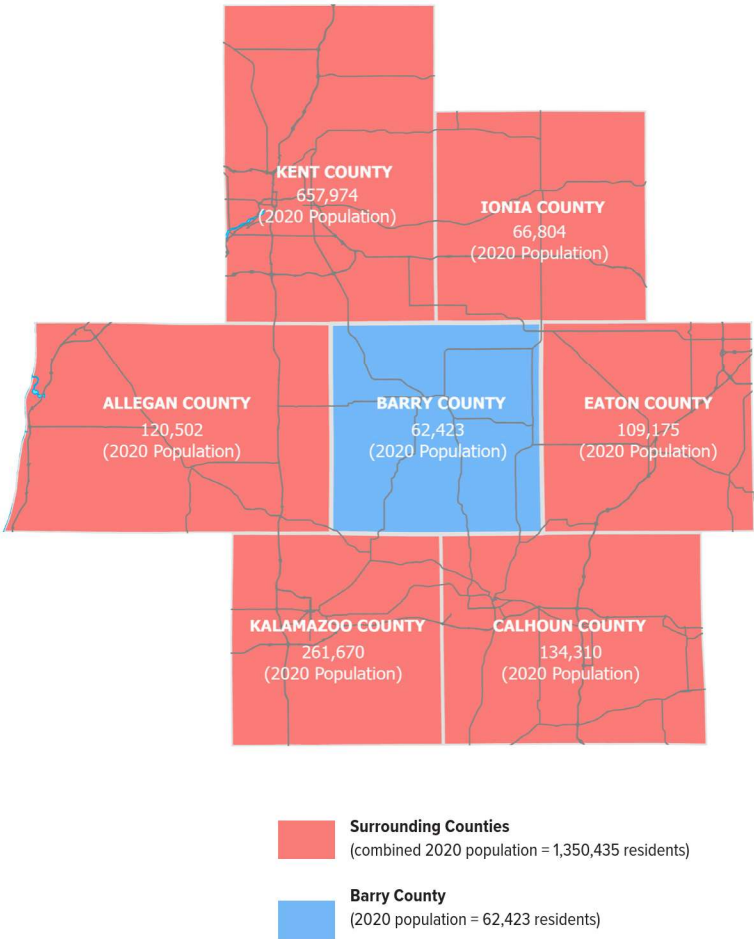 KENT COUNTY
657,974
(2020 Population)
IONIA COUNTY
66,804
(2020 Population)
ALLEGAN COUNTY
120,502
(2020 Population)
BARRY COUNTY
62,423
(2020 Population)
EATON COUNTY
109,175
(2020 Population)
KALAMAZOO COUNTY
261,670
(2020 Population)
CALHOUN COUNTY
134,310
(2020 Population)
Surrounding Counties
(combined 2020 population = 1,350,435 residents)
Barry County
(2020 population = 62,423 residents)